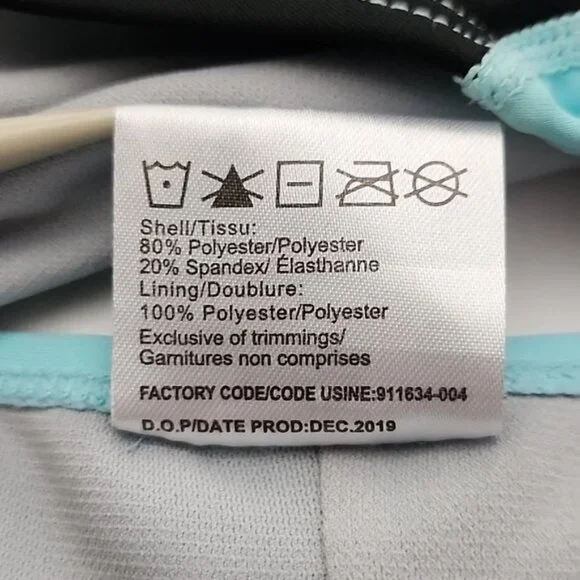 Shell/Tissu:
80% Polyester/Polyester
20% Spandex/ Élasthanne
Lining/Doublure:
100% Polyester/Polyester
Exclusive of trimmings/
Garnitures non comprises
FACTORY CODE/CODE USINE:911634-004
D.O.P/DATE PROD:DEC.2019